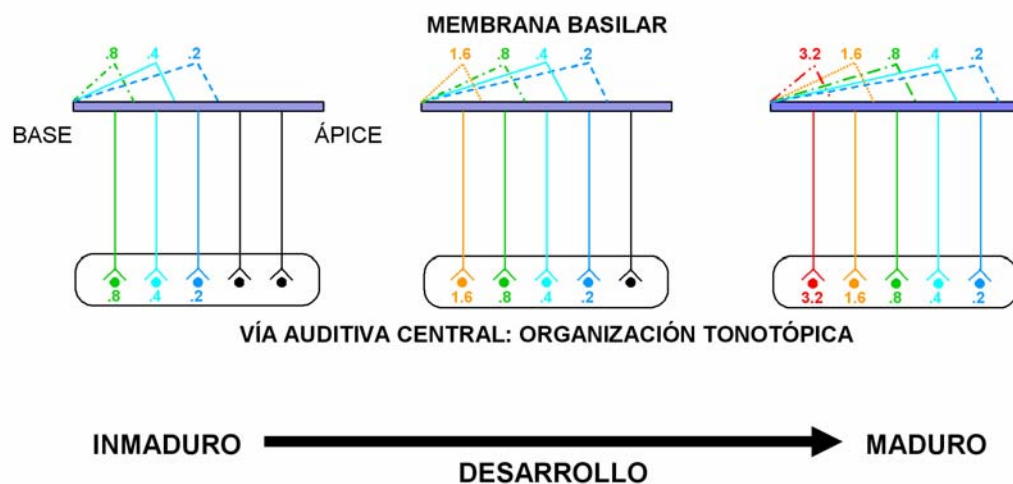 MEMBRANA BASILAR
.8 .4 .2
1.6 .8 .4 .2
3.2 1.6 .8 .4 .2
BASE
ÁPICE
.8 .4 .2
1.6 .8 .4 .2
3.2 1.6 .8 .4 .2
VÍA AUDITIVA CENTRAL: ORGANIZACIÓN TONOTÓPICA
INMADURO
MADURO
DESARROLLO